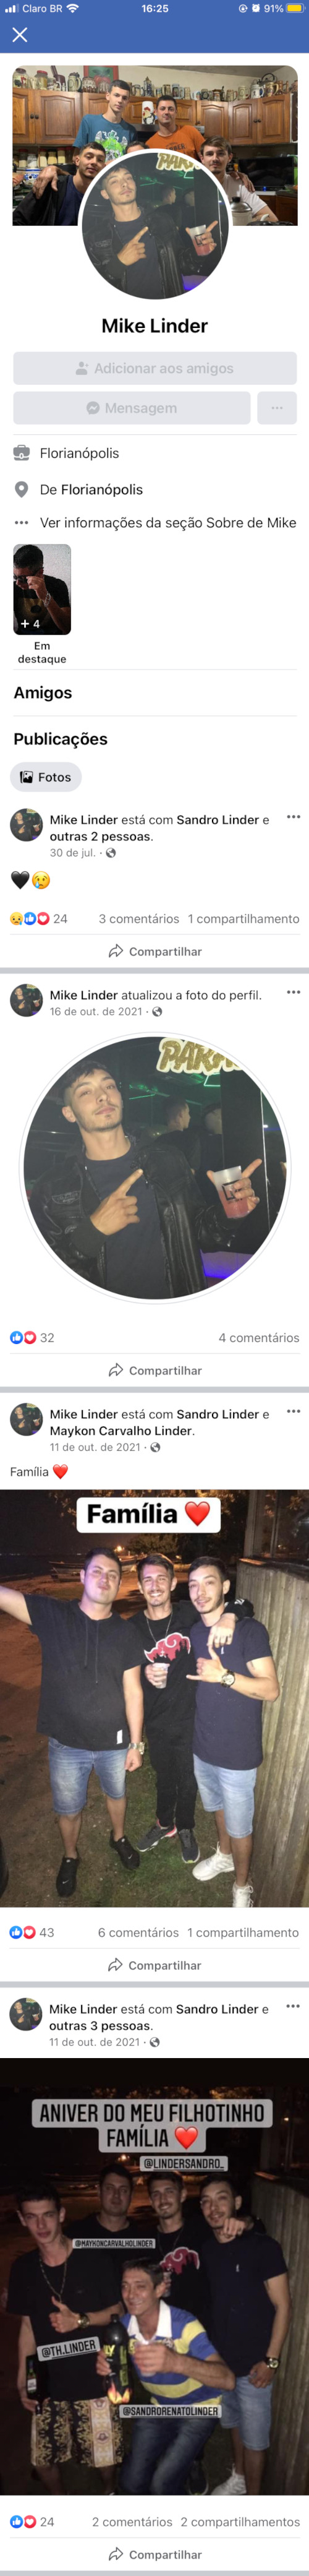 Claro BR
16:25
91%
Mike Linder
Adicionar aos amigos
Mensagem
Florianópolis
De Florianópolis
Ver informações da seção Sobre de Mike
+ 4
Em
destaque
Amigos
Publicações
Fotos
Mike Linder está com Sandro Linder e
outras 2 pessoas.
30 de jul. ·
24
3 comentários 1 compartilhamento
Compartilhar
Mike Linder atualizou a foto do perfil.
16 de out. de 2021 ·
32
4 comentários
Compartilhar
Mike Linder está com Sandro Linder e
Maykon Carvalho Linder.
11 de out. de 2021 ·
Família ❤️
Família ❤️
43
6 comentários 1 compartilhamento
Compartilhar
Mike Linder está com Sandro Linder e
outras 3 pessoas.
11 de out. de 2021 ·
ANIVER DO MEU FILHOTINHO
FAMÍLIA ❤️
@LINDERSANDRO_
@MAYKONCARVALHOLINDER
@TH.LINDER
@SANDRORENATOLINDER
24
2 comentários 2 compartilhamentos
Compartilhar